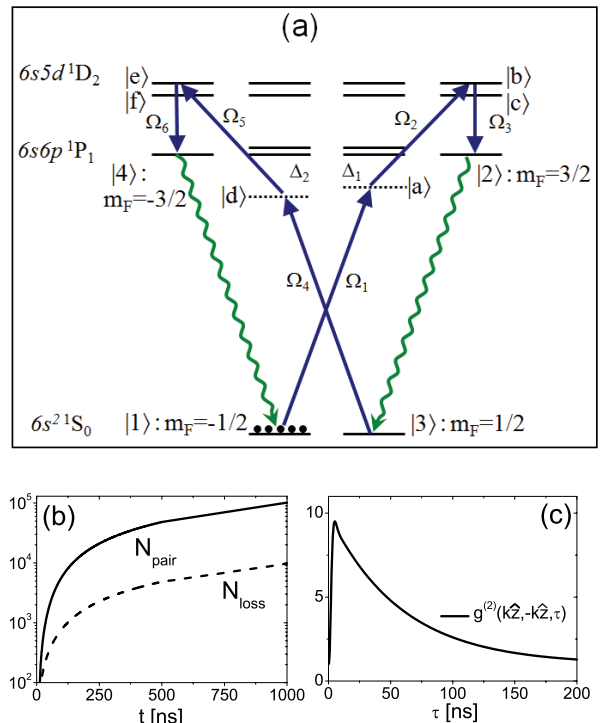 (a)
6s5d ¹D₂
|e⟩
|b⟩
|f⟩
|c⟩
Ω₆
Ω₅
Ω₂
Ω₃
6s6p ¹P₁
|4⟩ :
m_F=-3/2
Δ₂
Δ₁
|d⟩
|a⟩
|2⟩ : m_F=3/2
Ω₄
Ω₁
6s² ¹S₀
|1⟩ : m_F=-1/2
|3⟩ : m_F=1/2
(b)
10⁵
10⁴
10³
10²
N_pair
N_loss
0 250 500 750 1000
t [ns]
(c)
10
5
0
g⁽²⁾(kẑ,-kẑ,τ)
0 50 100 150 200
τ [ns]